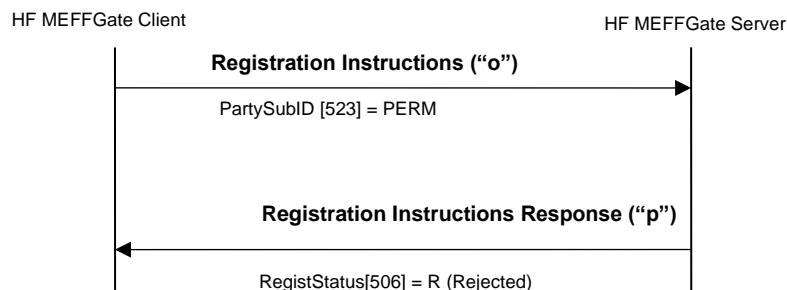 HF MEFFGate Client
HF MEFFGate Server
Registration Instructions (“o”)
PartySubID [523] = PERM
Registration Instructions Response (“p”)
RegistStatus[506] = R (Rejected)